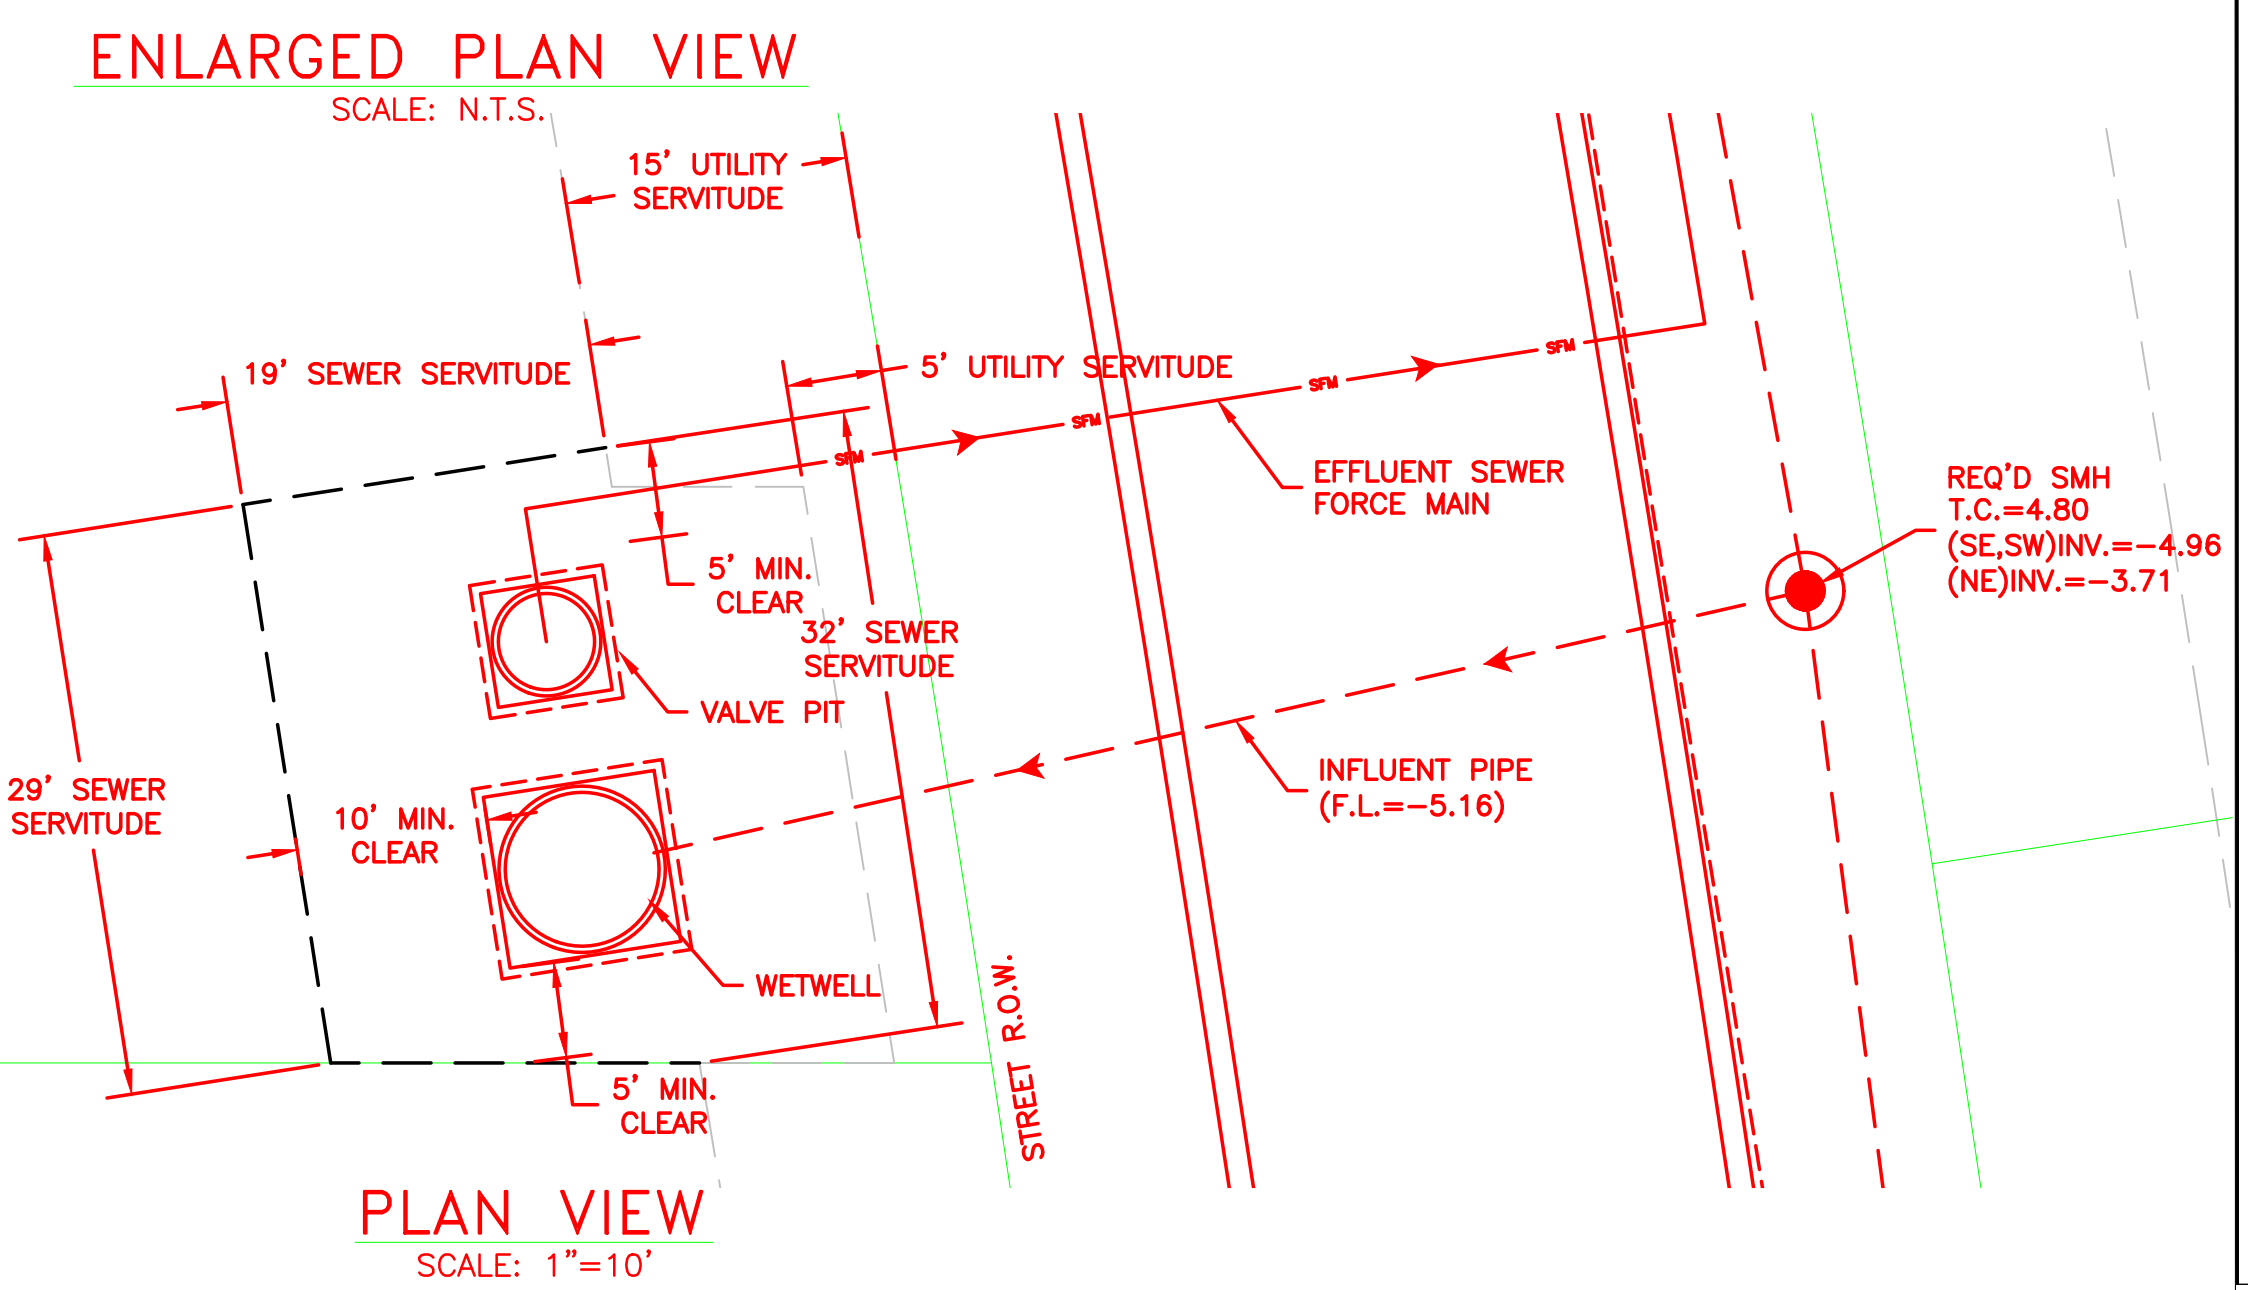 ENLARGED PLAN VIEW
SCALE: N.T.S.
15' UTILITY
SERVITUDE
19' SEWER SERVITUDE
5' UTILITY SERVITUDE
SFM
SFM
SFM
SFM
EFFLUENT SEWER
FORCE MAIN
REQ'D SMH
T.C.=4.80
(SE,SW)INV.=-4.96
(NE)INV.=-3.71
5' MIN.
CLEAR
32' SEWER
SERVITUDE
VALVE PIT
29' SEWER
SERVITUDE
10' MIN.
CLEAR
INFLUENT PIPE
(F.L.=-5.16)
WETWELL
STREET R.O.W.
5' MIN.
CLEAR
PLAN VIEW
SCALE: 1"=10'